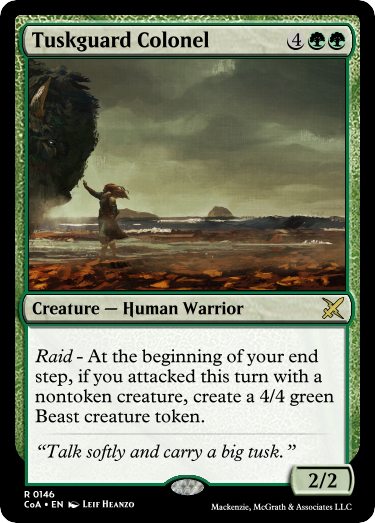 Tuskguard Colonel 4
Creature — Human Warrior
Raid - At the beginning of your end
step, if you attacked this turn with a
nontoken creature, create a 4/4 green
Beast creature token.
“Talk softly and carry a big tusk.”
2/2
R 0146
CoA • EN Leif Heanzo
Mackenzie, McGrath & Associates LLC